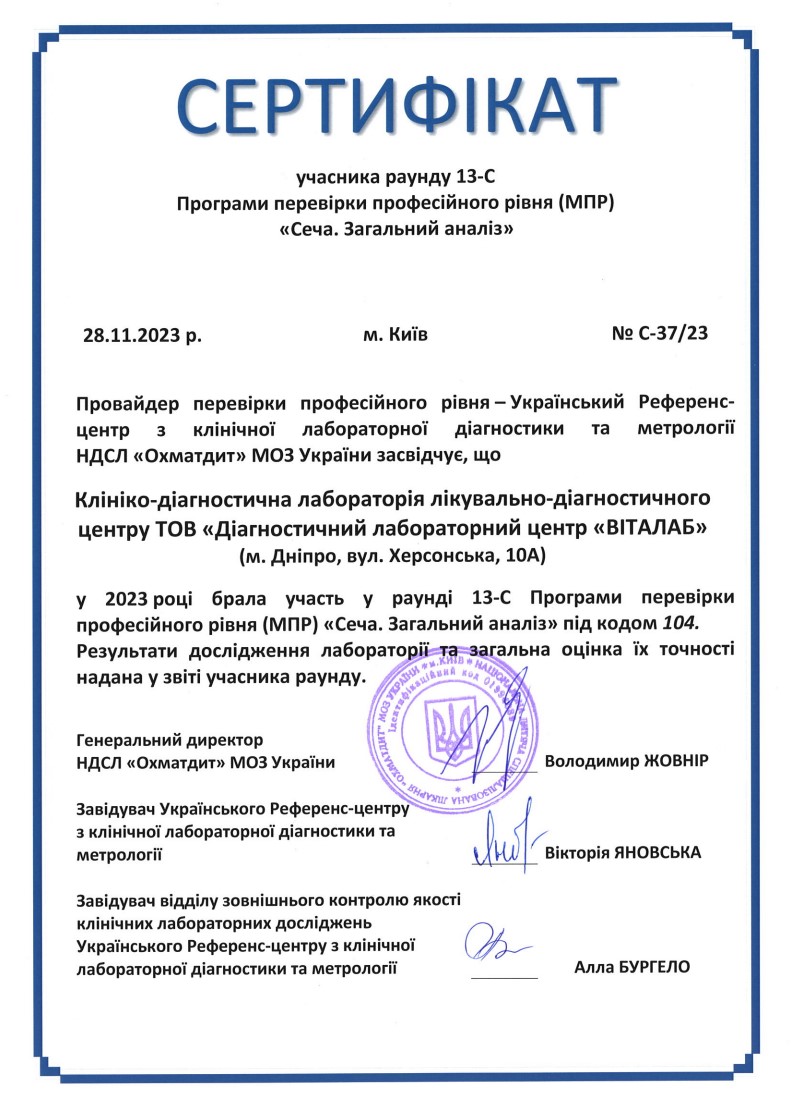 СЕРТИФІКАТ
учасника раунду 13-С
Програми перевірки професійного рівня (МПР)
«Сеча. Загальний аналіз»
28.11.2023 р. м. Київ № С-37/23
Провайдер перевірки професійного рівня – Український Референс-
центр з клінічної лабораторної діагностики та метрології
НДСЛ «Охматдит» МОЗ України засвідчує, що
Клініко-діагностична лабораторія лікувально-діагностичного
центру ТОВ «Діагностичний лабораторний центр «ВІТАЛАБ»
(м. Дніпро, вул. Херсонська, 10А)
у 2023 році брала участь у раунді 13-С Програми перевірки
професійного рівня (МПР) «Сеча. Загальний аналіз» під кодом 104.
Результати дослідження лабораторії та загальна оцінка їх точності
надана у звіті учасника раунду.
Генеральний директор
НДСЛ «Охматдит» МОЗ України Володимир ЖОВНІР
Завідувач Українського Референс-центру
з клінічної лабораторної діагностики та
метрології Вікторія ЯНОВСЬКА
Завідувач відділу зовнішнього контролю якості
клінічних лабораторних досліджень
Українського Референс-центру з клінічної
лабораторної діагностики та метрології Алла БУРГЕЛО
"ОХМАТДИТ" МОЗ УКРАЇНИ * м.КИЇВ *
СПЕЦІАЛІЗОВАНА ЛІКАРНЯ
Ідентифікаційний код